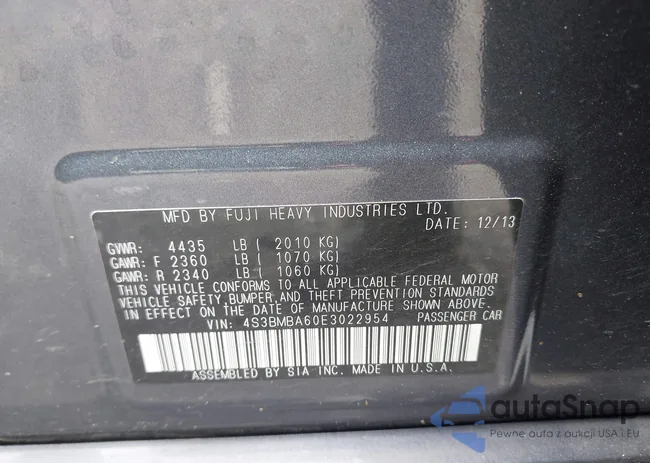 MFD BY FUJI HEAVY INDUSTRIES LTD.
DATE: 12/13
GVWR: 4435 LB ( 2010 KG)
GAWR: F 2360 LB ( 1070 KG)
GAWR: R 2340 LB ( 1060 KG)
THIS VEHICLE CONFORMS TO ALL APPLICABLE FEDERAL MOTOR
VEHICLE SAFETY, BUMPER, AND THEFT PREVENTION STANDARDS
IN EFFECT ON THE DATE OF MANUFACTURE SHOWN ABOVE.
VIN: 4S3BMBA60E3022954 PASSENGER CAR
ASSEMBLED BY SIA INC. MADE IN U.S.A.
autoSnap
Pewne auta z aukcji USA i EU